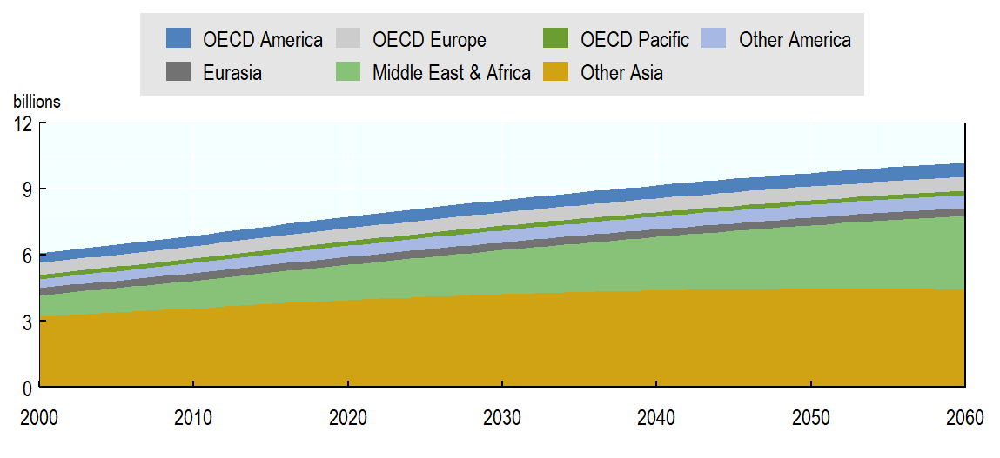 OECD America OECD Europe OECD Pacific Other America
Eurasia Middle East & Africa Other Asia
billions
12
9
6
3
0
2000 2010 2020 2030 2040 2050 2060